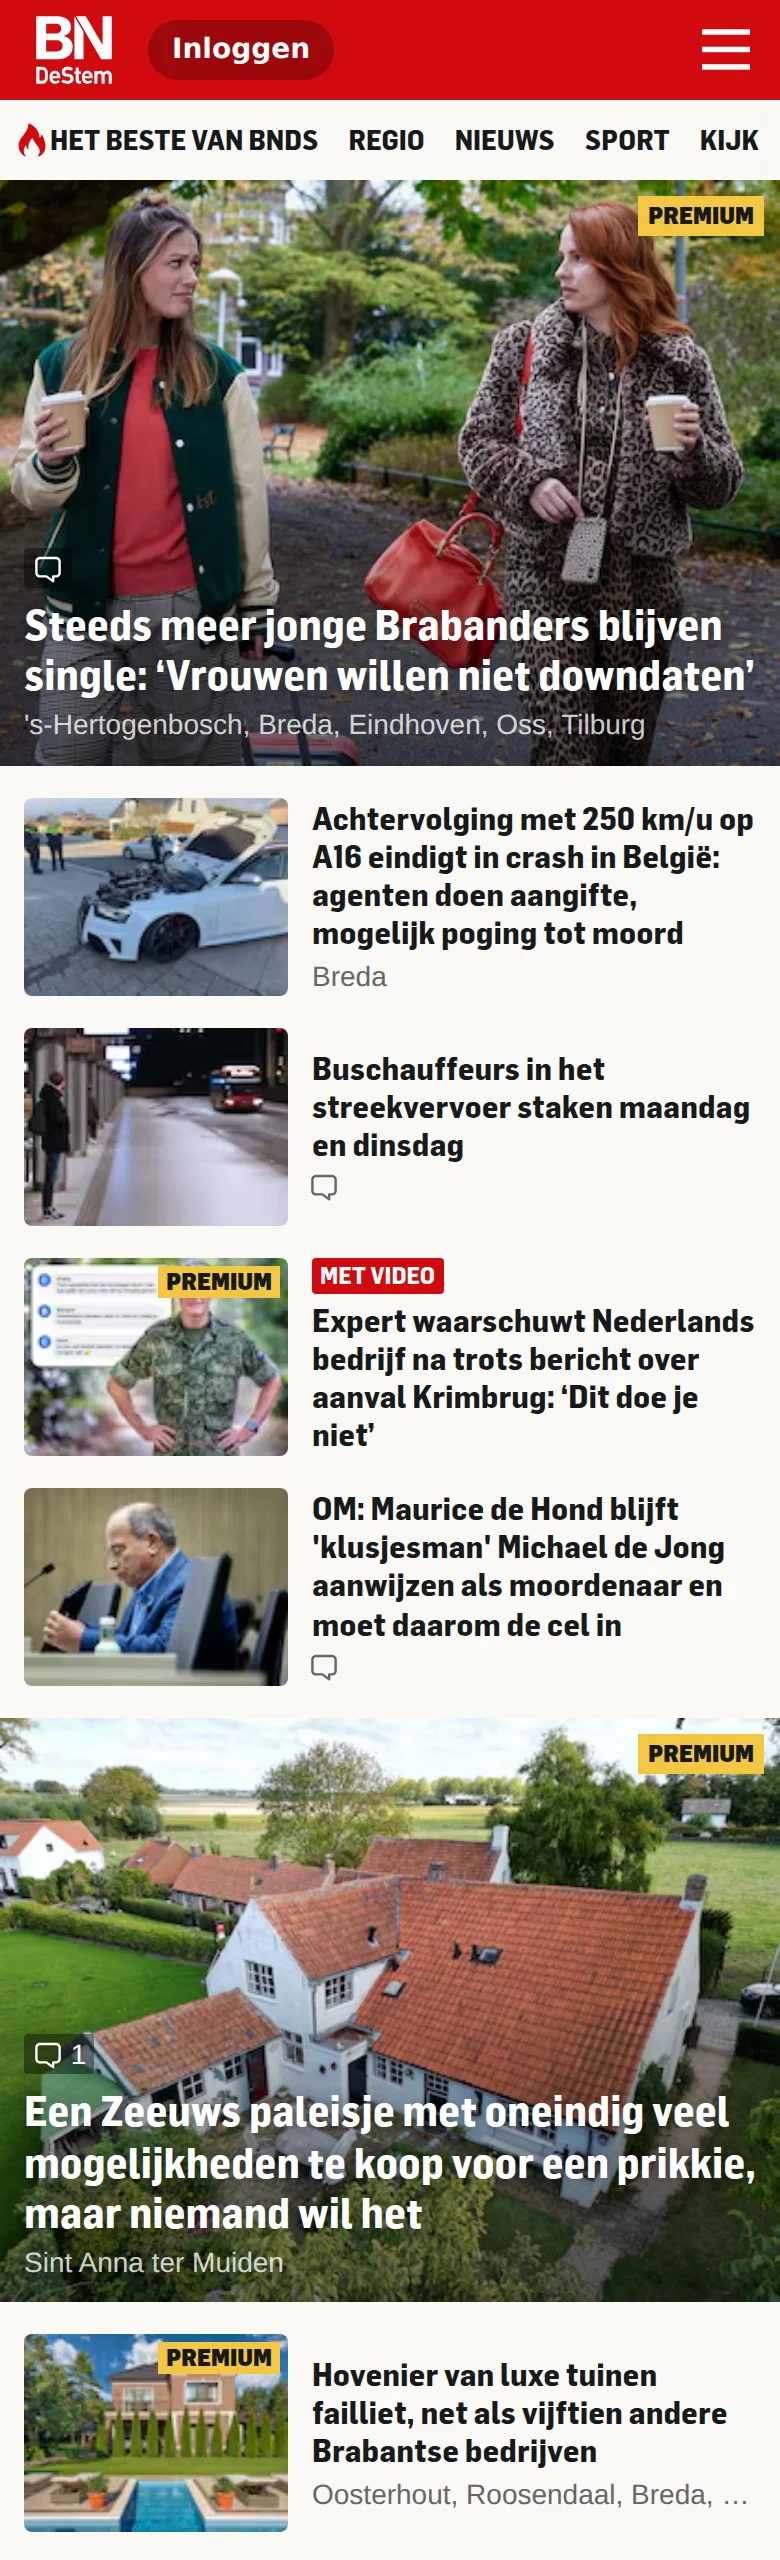 BN
DeStem
Inloggen
HET BESTE VAN BNDS REGIO NIEUWS SPORT KIJK
PREMIUM
Steeds meer jonge Brabanders blijven
single: ‘Vrouwen willen niet downdaten’
's-Hertogenbosch, Breda, Eindhoven, Oss, Tilburg
Achtervolging met 250 km/u op
A16 eindigt in crash in België:
agenten doen aangifte,
mogelijk poging tot moord
Breda
Buschauffeurs in het
streekvervoer staken maandag
en dinsdag
PREMIUM
MET VIDEO
Expert waarschuwt Nederlands
bedrijf na trots bericht over
aanval Krimbrug: ‘Dit doe je
niet’
OM: Maurice de Hond blijft
'klusjesman' Michael de Jong
aanwijzen als moordenaar en
moet daarom de cel in
PREMIUM
1
Een Zeeuws paleisje met oneindig veel
mogelijkheden te koop voor een prikkie,
maar niemand wil het
Sint Anna ter Muiden
PREMIUM
Hovenier van luxe tuinen
failliet, net als vijftien andere
Brabantse bedrijven
Oosterhout, Roosendaal, Breda, …